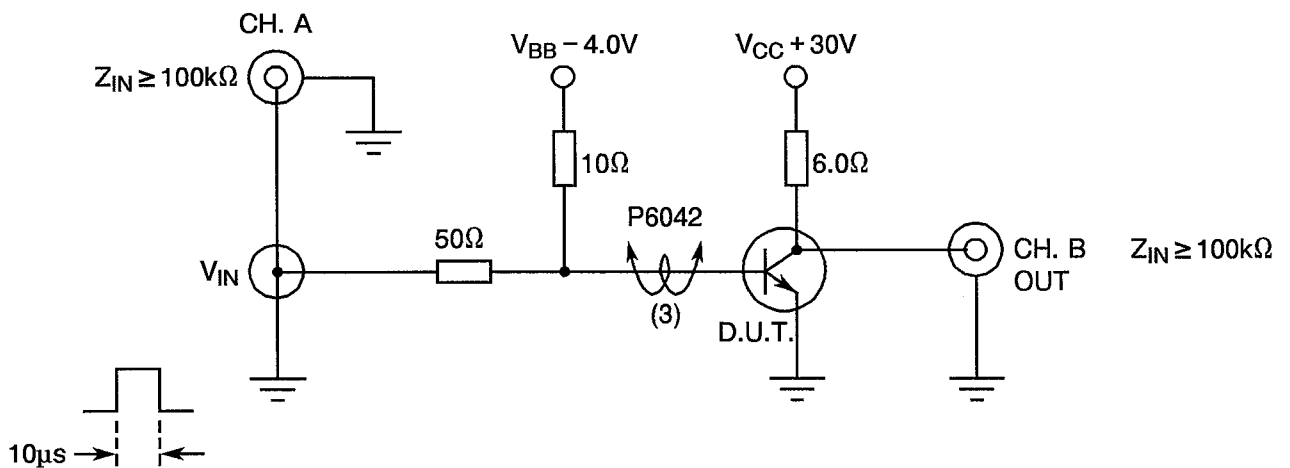 CH. A
Z_IN ≥ 100kΩ
V_BB – 4.0V
V_CC + 30V
10Ω
6.0Ω
P6042
50Ω
V_IN
(3)
CH. B
OUT
Z_IN ≥ 100kΩ
D.U.T.
10µs